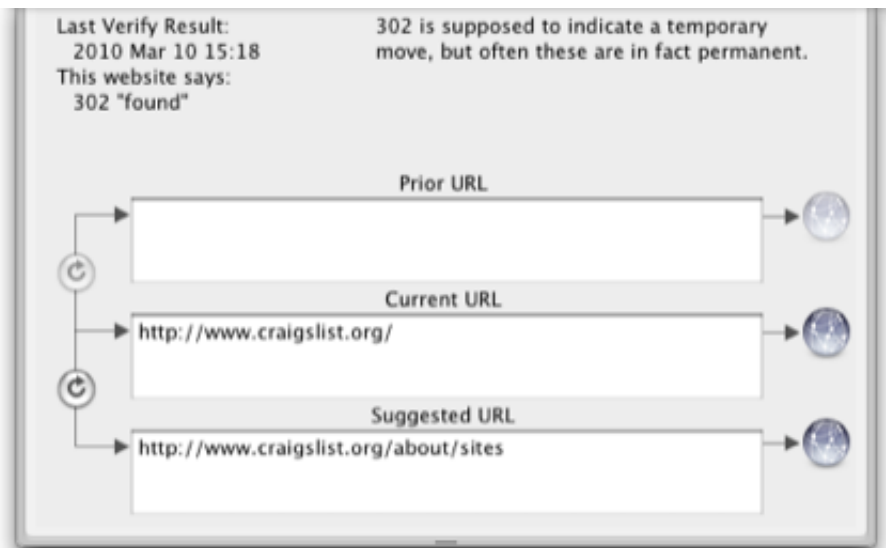 Last Verify Result:
2010 Mar 10 15:18
This website says:
302 "found"
302 is supposed to indicate a temporary
move, but often these are in fact permanent.
Prior URL
Current URL
http://www.craigslist.org/
Suggested URL
http://www.craigslist.org/about/sites